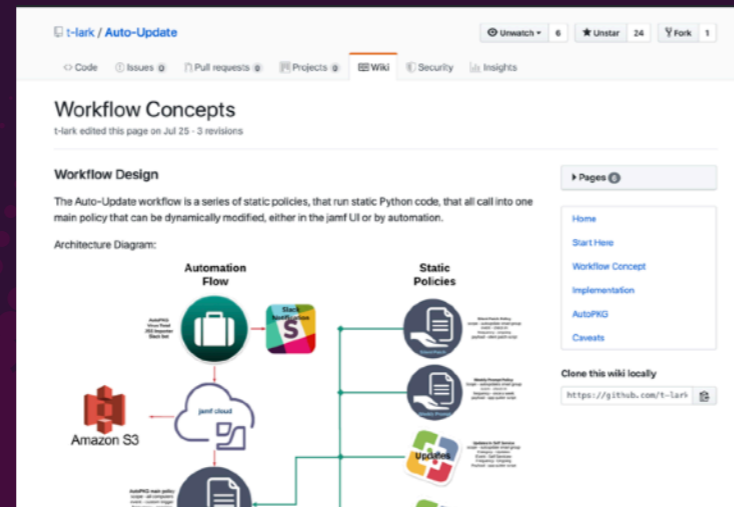 t-lark / Auto-Update
Unwatch 6
Unstar 24
Fork 1
Code
Issues 0
Pull requests 0
Projects 0
Wiki
Security
Insights
Workflow Concepts
t-lark edited this page on Jul 25 · 3 revisions
Workflow Design
The Auto-Update workflow is a series of static policies, that run static Python code, that all call into one
main policy that can be dynamically modified, either in the jamf UI or by automation.
Architecture Diagram:
Automation
Flow
Static
Policies
AutoPKG
Slack
Notification
S
jamf cloud
Amazon S3
AutoPKG main policy
Updates
Pages 6
Home
Start Here
Workflow Concept
Implementation
AutoPKG
Caveats
Clone this wiki locally
https://github.com/t-lark